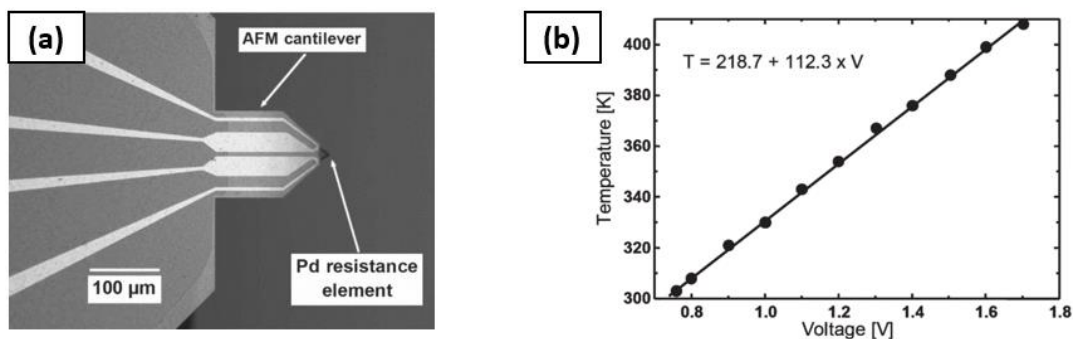 (a)
AFM cantilever
Pd resistance
element
100 µm
(b)
T = 218.7 + 112.3 x V
Temperature [K]
400
380
360
340
320
300
0.8 1.0 1.2 1.4 1.6 1.8
Voltage [V]